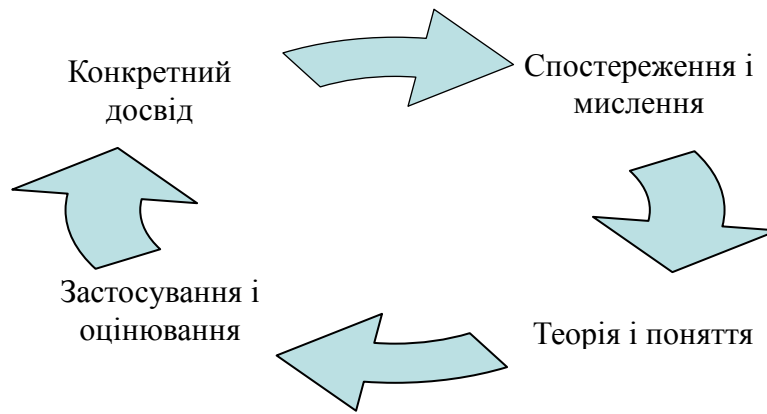 Конкретний
досвід
Спостереження і
мислення
Теорія і поняття
Застосування і
оцінювання